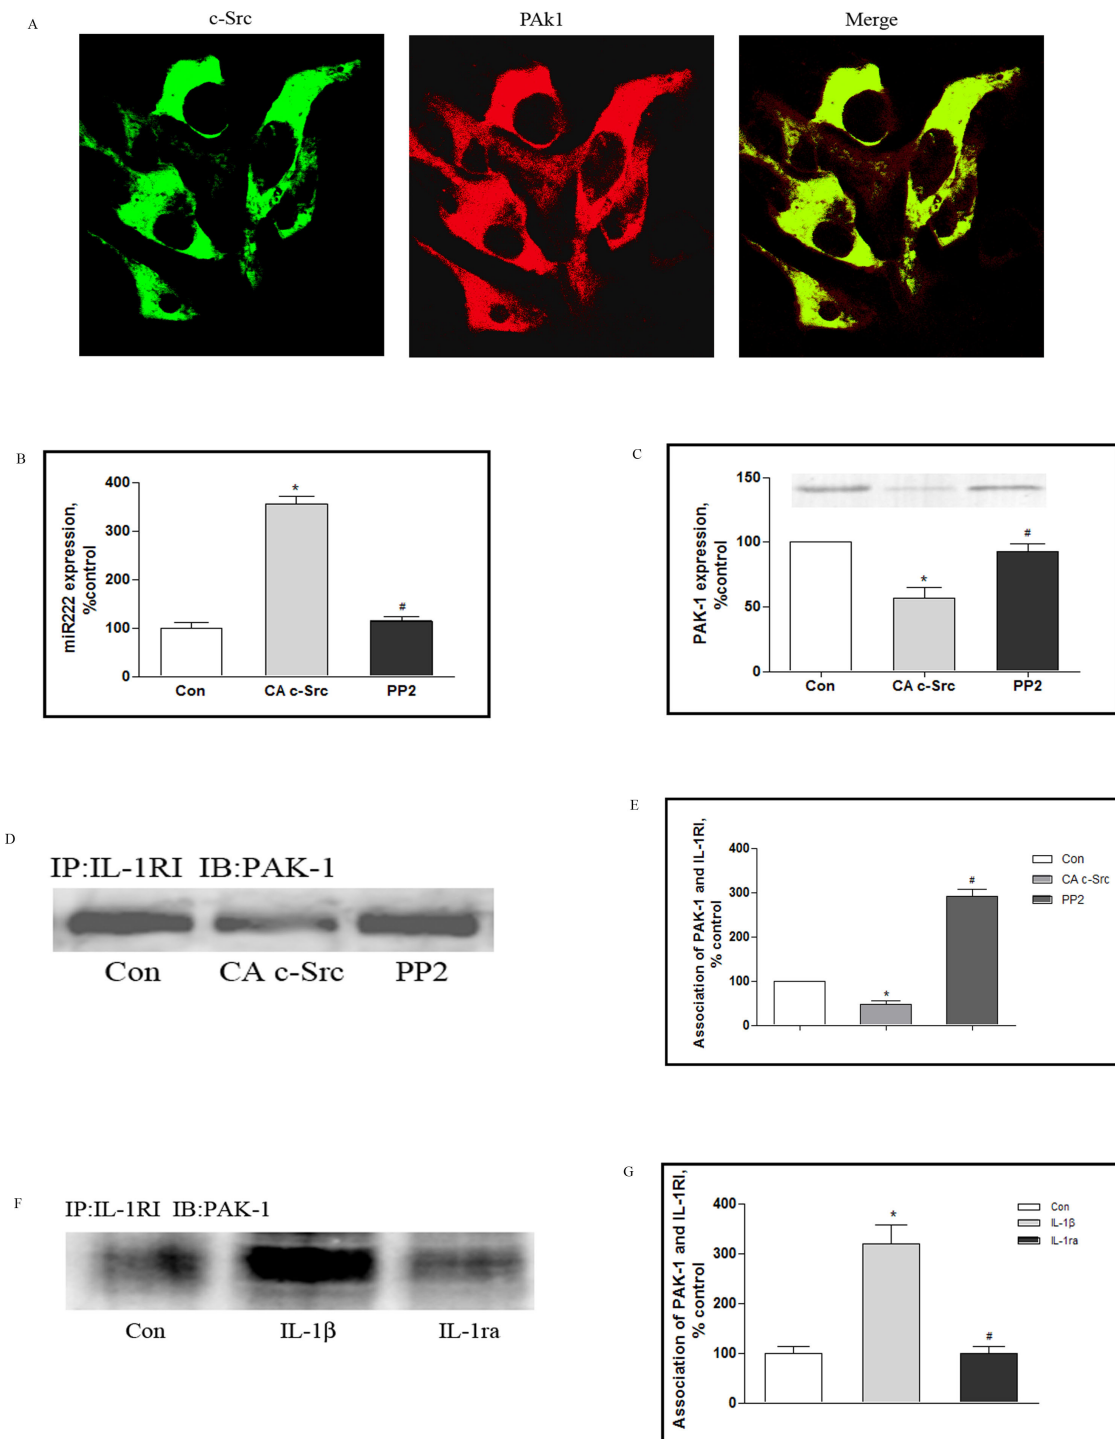 A
c-Src
PAk1
Merge
B
miR222 expression,
%control
400
300
200
100
0
*
#
Con
CA c-Src
PP2
C
PAK-1 expression,
%control
150
100
50
0
*
#
Con
CA c-Src
PP2
D
IP:IL-1RI IB:PAK-1
Con
CA c-Src
PP2
E
Association of PAK-1 and IL-1RI,
% control
400
300
200
100
0
*
#
Con
CA c-Src
PP2
F
IP:IL-1RI IB:PAK-1
Con
IL-1β
IL-1ra
G
Association of PAK-1 and IL-1RI,
% control
400
300
200
100
0
*
#
Con
IL-1β
IL-1ra